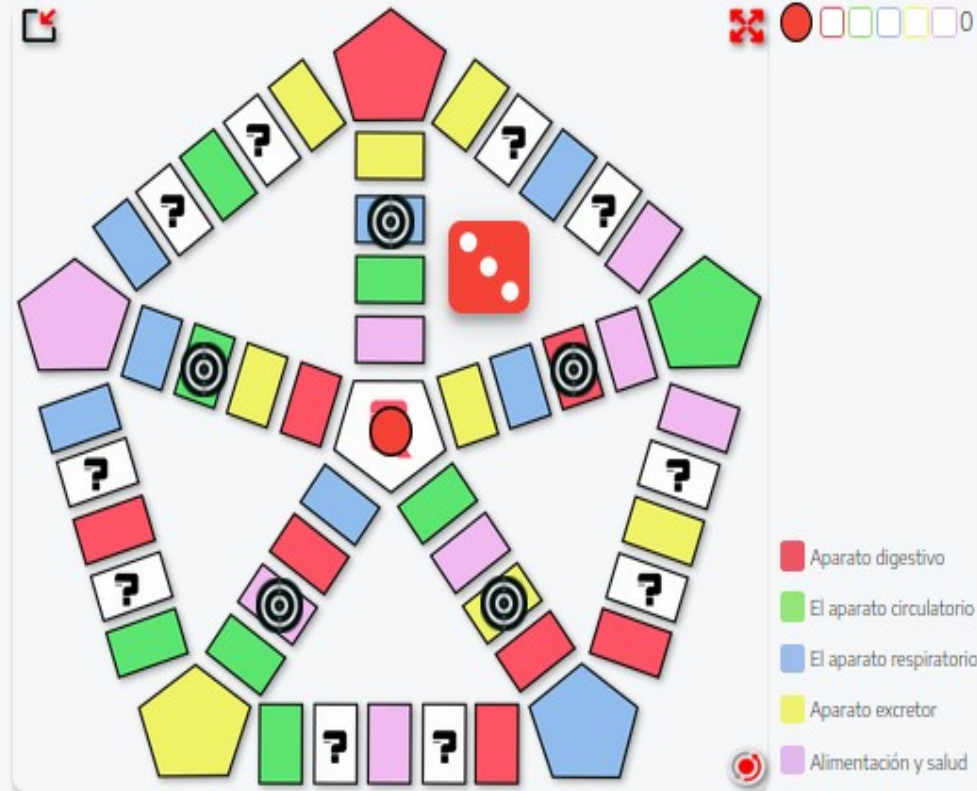 0
?
?
?
?
?
?
?
?
?
?
Aparato digestivo
El aparato circulatorio
El aparato respiratorio
Aparato excretor
Alimentación y salud